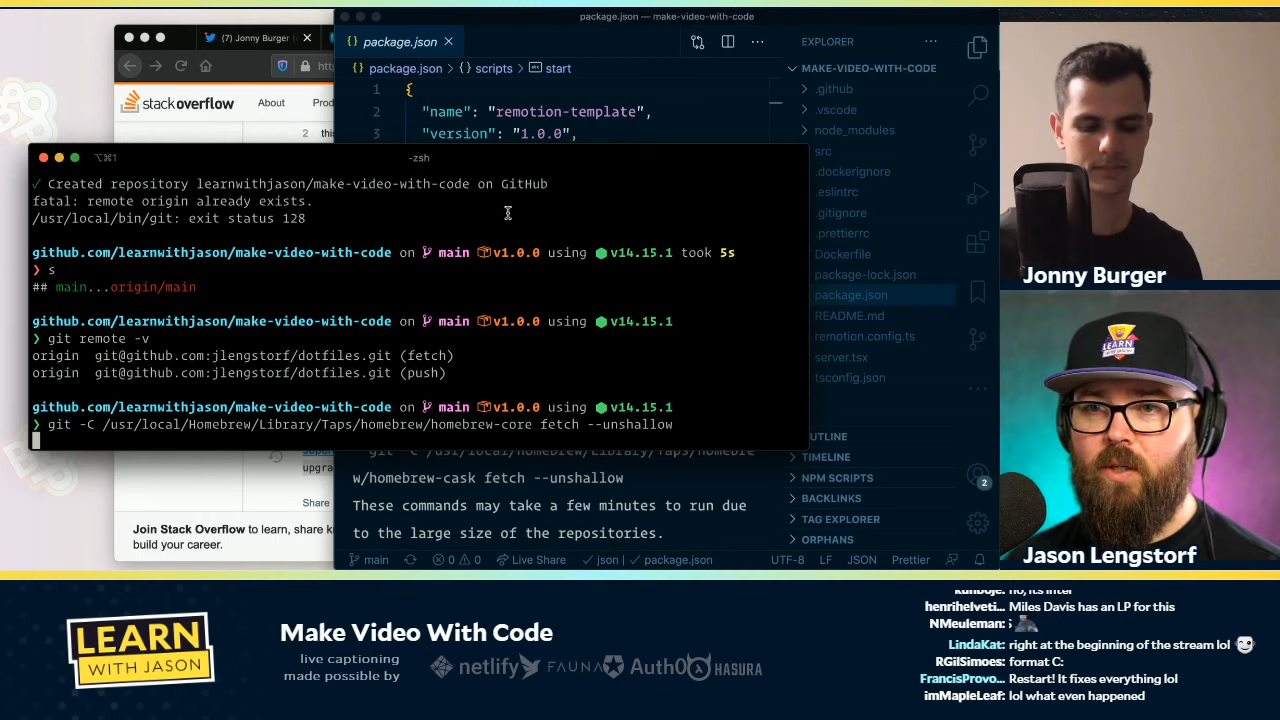 package.json — make-video-with-code
(7) Jonny Burger
package.json
EXPLORER
package.json > {} scripts > start
MAKE-VIDEO-WITH-CODE
.github
.vscode
node_modules
src
.dockerignore
.eslintrc
.gitignore
.prettierrc
Dockerfile
package-lock.json
package.json
README.md
remotion.config.ts
server.tsx
tsconfig.json
OUTLINE
TIMELINE
NPM SCRIPTS
BACKLINKS
TAG EXPLORER
ORPHANS
1 {
2 "name": "remotion-template",
3 "version": "1.0.0",
stackoverflow About
2
⌥⌘1 -zsh
✓ Created repository learnwithjason/make-video-with-code on GitHub
fatal: remote origin already exists.
/usr/local/bin/git: exit status 128
github.com/learnwithjason/make-video-with-code on main v1.0.0 using v14.15.1 took 5s
❯ s
## main...origin/main
github.com/learnwithjason/make-video-with-code on main v1.0.0 using v14.15.1
❯ git remote -v
origin git@github.com:jlengstorf/dotfiles.git (fetch)
origin git@github.com:jlengstorf/dotfiles.git (push)
github.com/learnwithjason/make-video-with-code on main v1.0.0 using v14.15.1
❯ git -C /usr/local/Homebrew/Library/Taps/homebrew/homebrew-core fetch --unshallow
w/homebrew-cask fetch --unshallow
These commands may take a few minutes to run due
to the large size of the repositories.
Share
Join Stack Overflow to learn, share
build your career.
main 0 0 Live Share json package.json UTF-8 LF JSON Prettier
2
Jonny Burger
LEARN
Jason Lengstorf
LEARN
WITH JASON
Make Video With Code
live captioning
made possible by
netlify FAUNA Auth0 HASURA
henrihelveti... Miles Davis has an LP for this
NMeuleman:
LindaKat: right at the beginning of the stream lol
RGilSimoes: format C:
FrancisProvo... Restart! It fixes everything lol
imMapleLeaf: lol what even happened